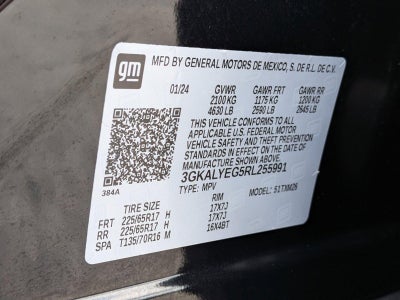 gm
MFD BY GENERAL MOTORS DE MEXICO, S. DE R.L. DE C.V.
01/24 GVWR GAWR FRT GAWR RR
2100 KG 1175 KG 1200 KG
4630 LB 2590 LB 2645 LB
THIS VEHICLE CONFORMS TO ALL APPLICABLE
U.S. FEDERAL MOTOR VEHICLE SAFETY
VEHICLE SAFETY AND THEFT PREVENTION
STANDARDS IN EFFECT ON THE DATE OF
MANUFACTURE SHOWN ABOVE.
3GKALYEG5RL255991
384A TYPE: MPV MODEL: 51TXM26
TIRE SIZE RIM
FRT 225/65R17 H 17X7J
RR 225/65R17 H 17X7J
SPA T135/70R16 M 16X4BT